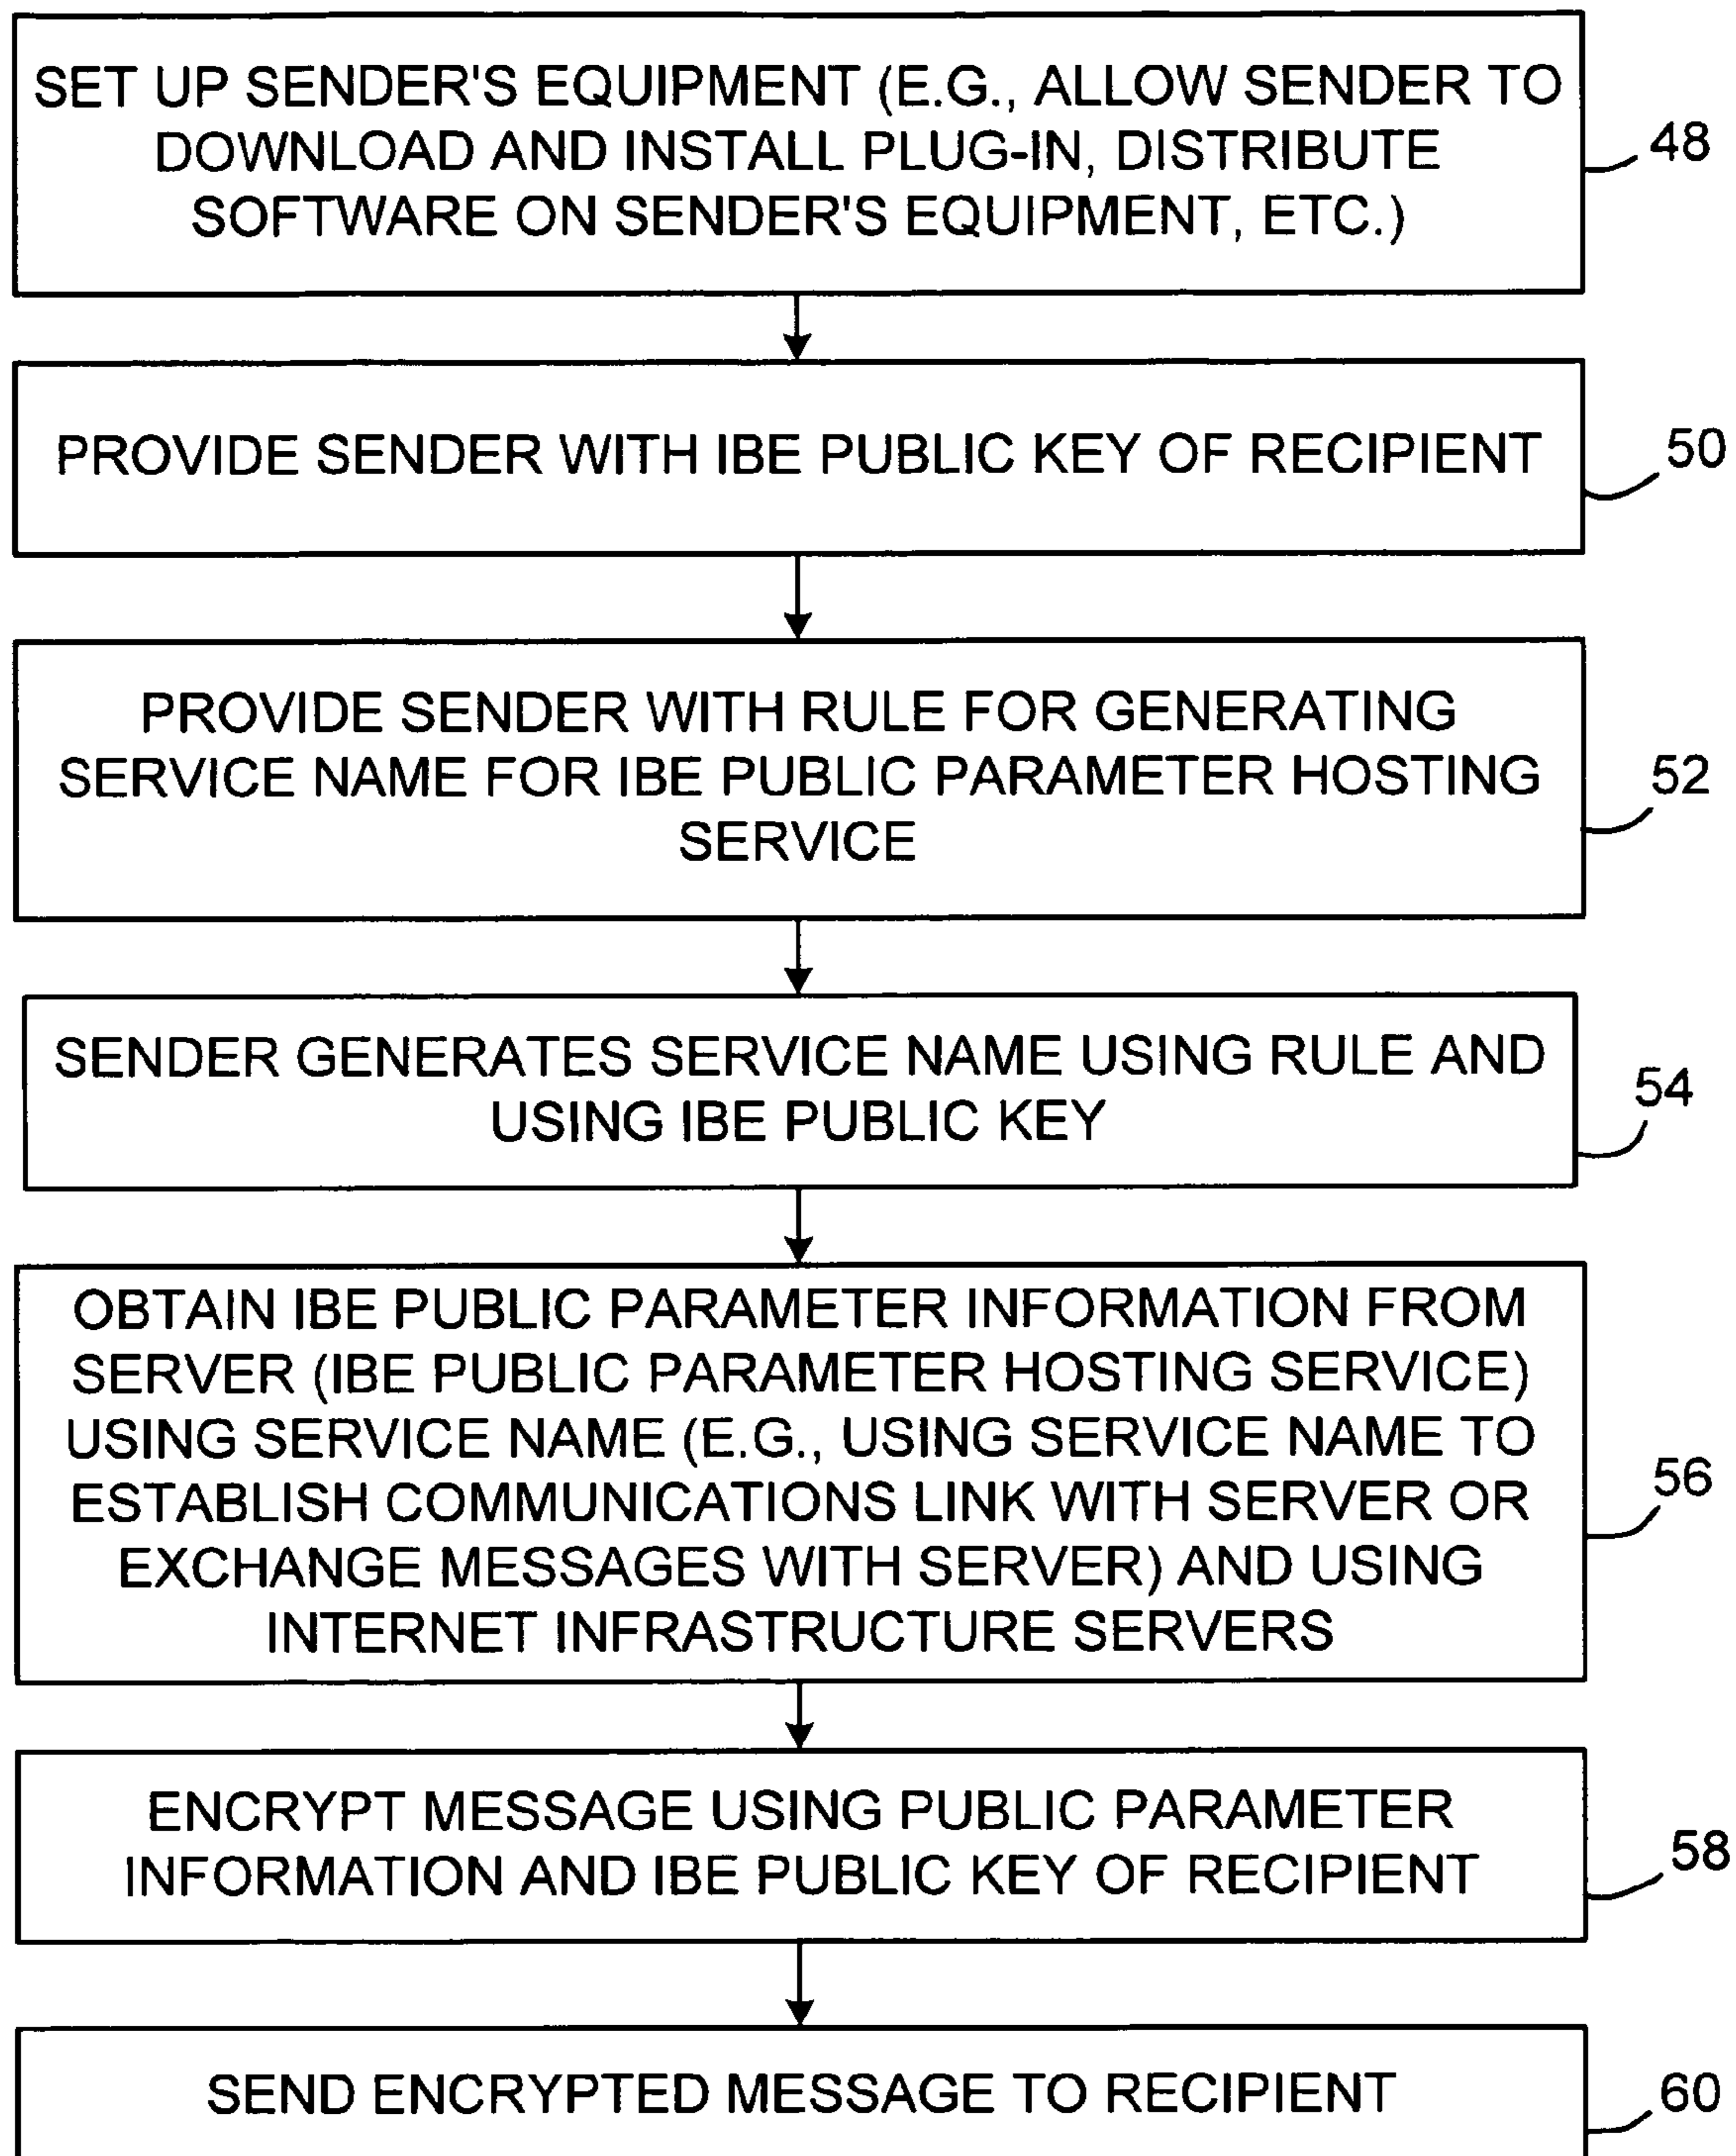 SET UP SENDER'S EQUIPMENT (E.G., ALLOW SENDER TO
DOWNLOAD AND INSTALL PLUG-IN, DISTRIBUTE
SOFTWARE ON SENDER'S EQUIPMENT, ETC.)
48
PROVIDE SENDER WITH IBE PUBLIC KEY OF RECIPIENT
50
PROVIDE SENDER WITH RULE FOR GENERATING
SERVICE NAME FOR IBE PUBLIC PARAMETER HOSTING
SERVICE
52
SENDER GENERATES SERVICE NAME USING RULE AND
USING IBE PUBLIC KEY
54
OBTAIN IBE PUBLIC PARAMETER INFORMATION FROM
SERVER (IBE PUBLIC PARAMETER HOSTING SERVICE)
USING SERVICE NAME (E.G., USING SERVICE NAME TO
ESTABLISH COMMUNICATIONS LINK WITH SERVER OR
EXCHANGE MESSAGES WITH SERVER) AND USING
INTERNET INFRASTRUCTURE SERVERS
56
ENCRYPT MESSAGE USING PUBLIC PARAMETER
INFORMATION AND IBE PUBLIC KEY OF RECIPIENT
58
SEND ENCRYPTED MESSAGE TO RECIPIENT
60